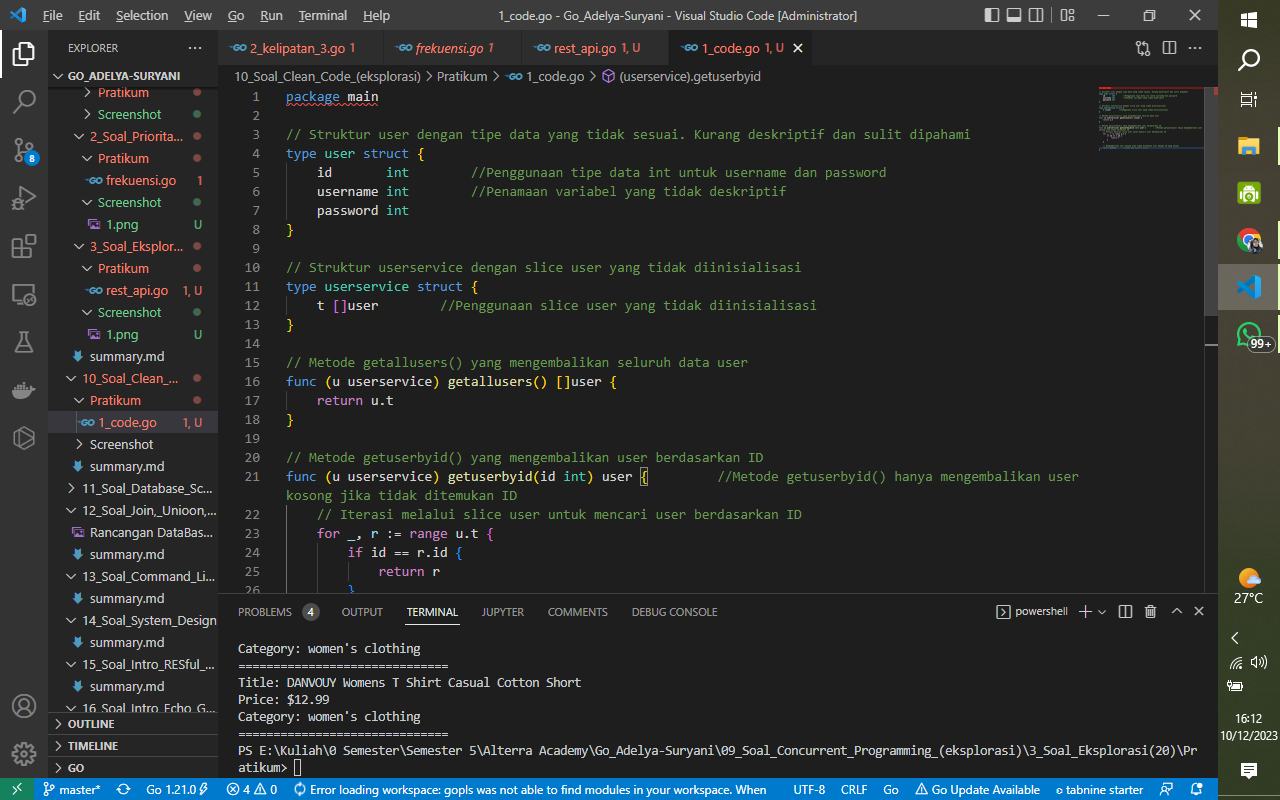 File Edit Selection View Go Run Terminal Help
1_code.go - Go_Adelya-Suryani - Visual Studio Code [Administrator]
EXPLORER
GO_ADELYA-SURYANI
Pratikum
Screenshot
2_Soal_Priorita...
Pratikum
frekuensi.go 1
Screenshot
1.png U
3_Soal_Eksplor...
Pratikum
rest_api.go 1, U
Screenshot
1.png U
summary.md
10_Soal_Clean_...
Pratikum
1_code.go 1, U
Screenshot
summary.md
11_Soal_Database_Sc...
12_Soal_Join,_Unioon,...
Rancangan DataBas...
summary.md
13_Soal_Command_Li...
summary.md
14_Soal_System_Design
summary.md
15_Soal_Intro_RESful_...
summary.md
16_Soal_Intro_Echo_G...
OUTLINE
TIMELINE
GO
8
2_kelipatan_3.go 1 frekuensi.go 1 rest_api.go 1, U 1_code.go 1, U
10_Soal_Clean_Code_(eksplorasi) > Pratikum > 1_code.go > (userservice).getuserbyid
1 package main
2
3 // Struktur user dengan tipe data yang tidak sesuai. Kurang deskriptif dan sulit dipahami
4 type user struct {
5 id int //Penggunaan tipe data int untuk username dan password
6 username int //Penamaan variabel yang tidak deskriptif
7 password int
8 }
9
10 // Struktur userservice dengan slice user yang tidak diinisialisasi
11 type userservice struct {
12 t []user //Penggunaan slice user yang tidak diinisialisasi
13 }
14
15 // Metode getallusers() yang mengembalikan seluruh data user
16 func (u userservice) getallusers() []user {
17 return u.t
18 }
19
20 // Metode getuserbyid() yang mengembalikan user berdasarkan ID
21 func (u userservice) getuserbyid(id int) user { //Metode getuserbyid() hanya mengembalikan user
kosong jika tidak ditemukan ID
22 // Iterasi melalui slice user untuk mencari user berdasarkan ID
23 for _, r := range u.t {
24 if id == r.id {
25 return r
26 }
PROBLEMS 4 OUTPUT TERMINAL JUPYTER COMMENTS DEBUG CONSOLE
powershell
Category: women's clothing
==============================
Title: DANVOUY Womens T Shirt Casual Cotton Short
Price: $12.99
Category: women's clothing
==============================
PS E:\Kuliah\0 Semester\Semester 5\Alterra Academy\Go_Adelya-Suryani\09_Soal_Concurrent_Programming_(eksplorasi)\3_Soal_Eksplorasi(20)\Pr
atikum>
master* Go 1.21.0 4 0 Error loading workspace: gopls was not able to find modules in your workspace. When UTF-8 CRLF Go Go Update Available tabnine starter
99+
27°C
16:12
10/12/2023